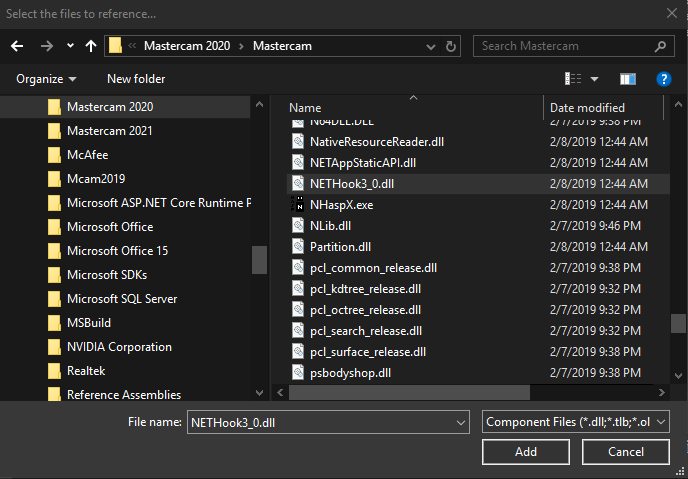 Select the files to reference...
« Mastercam 2020 › Mastercam
Search Mastercam
Organize New folder
?
Name Date modified
Mastercam 2020
Mastercam 2021
McAfee
Mcam2019
Microsoft ASP.NET Core Runtime P
Microsoft Office
Microsoft Office 15
Microsoft SDKs
Microsoft SQL Server
MSBuild
NVIDIA Corporation
Realtek
Reference Assemblies
N64DLL.DLL 2/7/2019 9:38 PM
NativeResourceReader.dll 2/8/2019 12:44 AM
NETAppStaticAPI.dll 2/8/2019 12:44 AM
NETHook3_0.dll 2/8/2019 12:44 AM
NHaspX.exe 2/8/2019 12:44 AM
NLib.dll 2/7/2019 9:46 PM
Partition.dll 2/8/2019 12:44 AM
pcl_common_release.dll 2/7/2019 9:38 PM
pcl_kdtree_release.dll 2/7/2019 9:32 PM
pcl_octree_release.dll 2/7/2019 9:32 PM
pcl_search_release.dll 2/7/2019 9:32 PM
pcl_surface_release.dll 2/7/2019 9:38 PM
psbodyshop.dll 2/7/2019 9:38 PM
File name: NETHook3_0.dll Component Files (*.dll;*.tlb;*.ol
Add Cancel